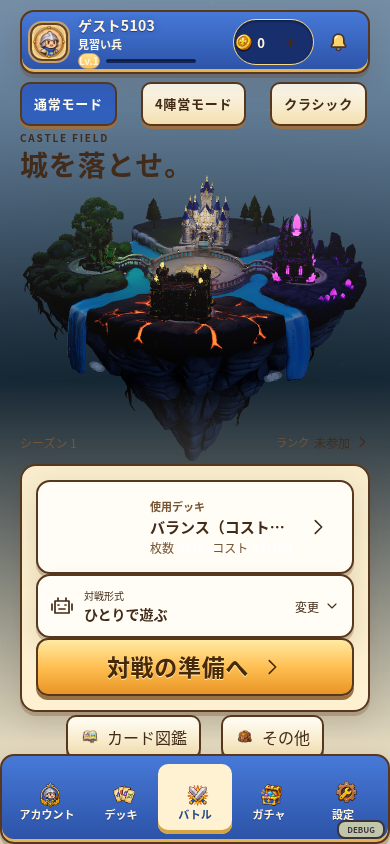 ゲスト5103
見習い兵
Lv.1
0
通常モード
4陣営モード
クラシック
CASTLE FIELD
城を落とせ。
シーズン 1
ランク 未参加
使用デッキ
バランス（コスト…
枚数 コスト
対戦形式
ひとりで遊ぶ
変更
対戦の準備へ
カード図鑑
その他
アカウント
デッキ
バトル
ガチャ
設定
DEBUG